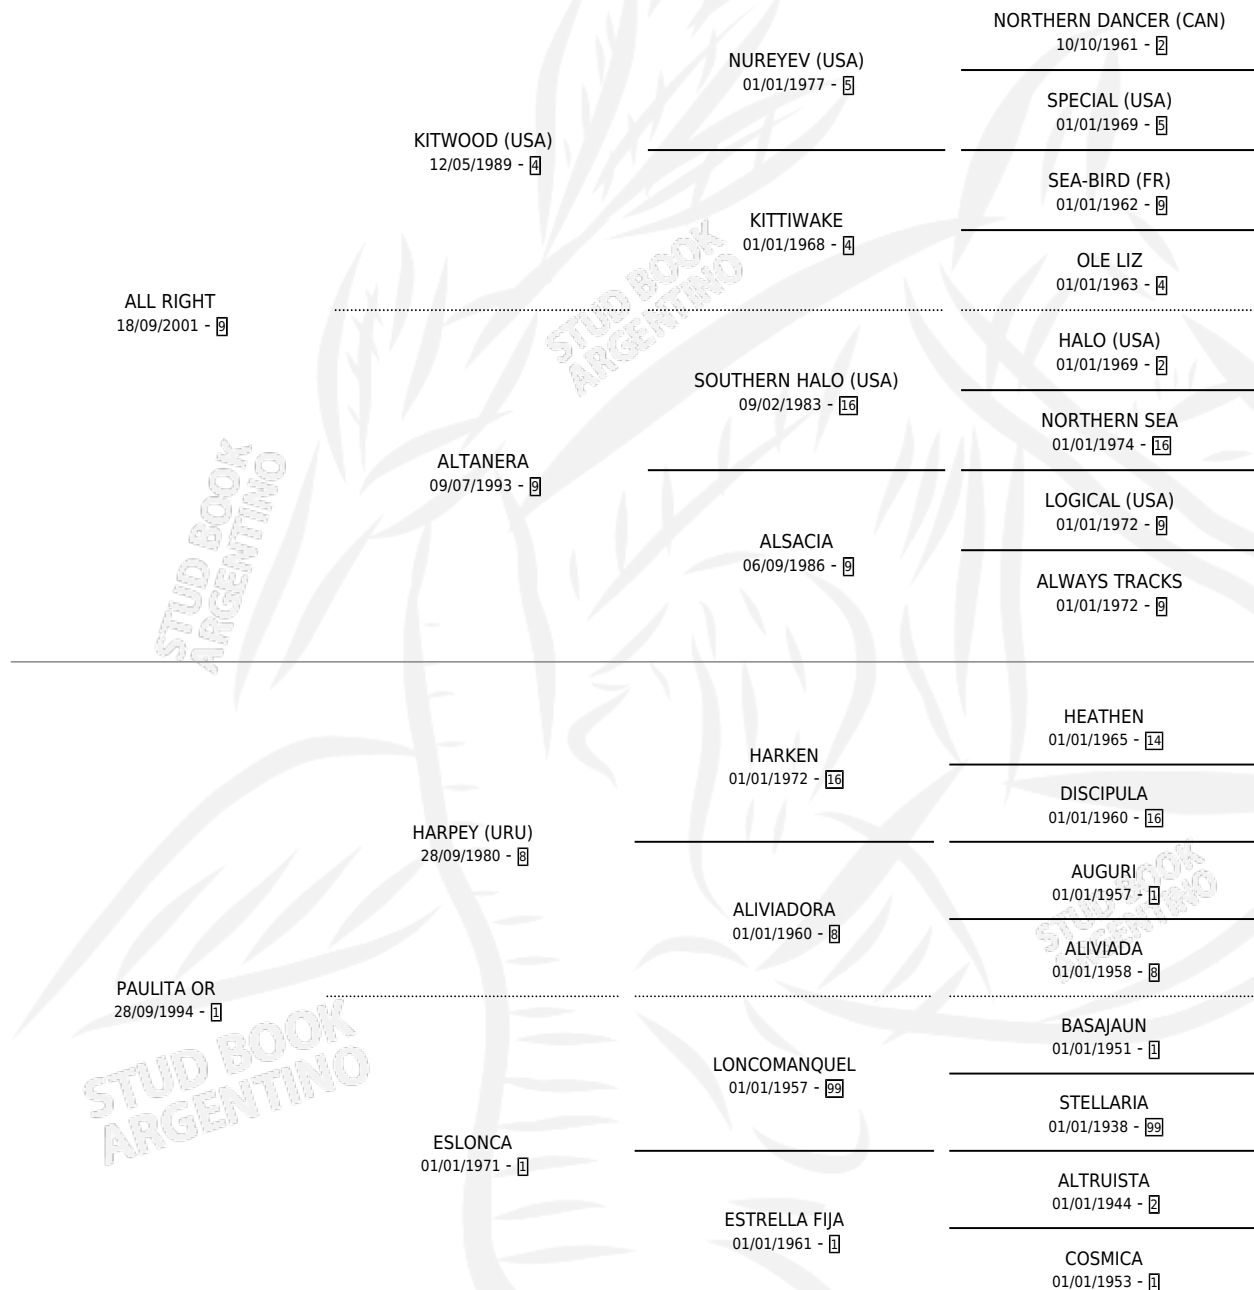 NORTHERN DANCER (CAN)
10/10/1961 - 2
NUREYEV (USA)
01/01/1977 - 5
SPECIAL (USA)
01/01/1969 - 5
KITWOOD (USA)
12/05/1989 - 4
SEA-BIRD (FR)
01/01/1962 - 9
KITTIWAKE
01/01/1968 - 4
OLE LIZ
01/01/1963 - 4
ALL RIGHT
18/09/2001 - 9
STUD BOOK
ARGENTINO
HALO (USA)
01/01/1969 - 2
SOUTHERN HALO (USA)
09/02/1983 - 16
NORTHERN SEA
01/01/1974 - 16
ALTANERA
09/07/1993 - 9
LOGICAL (USA)
01/01/1972 - 9
ALSACIA
06/09/1986 - 9
ALWAYS TRACKS
01/01/1972 - 9
STUD BOOK
ARGENTINO
HEATHEN
01/01/1965 - 14
HARKEN
01/01/1972 - 16
DISCIPULA
01/01/1960 - 16
HARPEY (URU)
28/09/1980 - 8
AUGURI
01/01/1957 - 1
ALIVIADORA
01/01/1960 - 8
ALIVIADA
01/01/1958 - 8
STUD BOOK
ARGENTINO
PAULITA OR
28/09/1994 - 1
BASAJAUN
01/01/1951 - 1
LONCOMANQUEL
01/01/1957 - 99
STELLARIA
01/01/1938 - 99
STUD BOOK
ARGENTINO
ESLONCA
01/01/1971 - 1
ALTRUISTA
01/01/1944 - 2
ESTRELLA FIJA
01/01/1961 - 1
COSMICA
01/01/1953 - 1